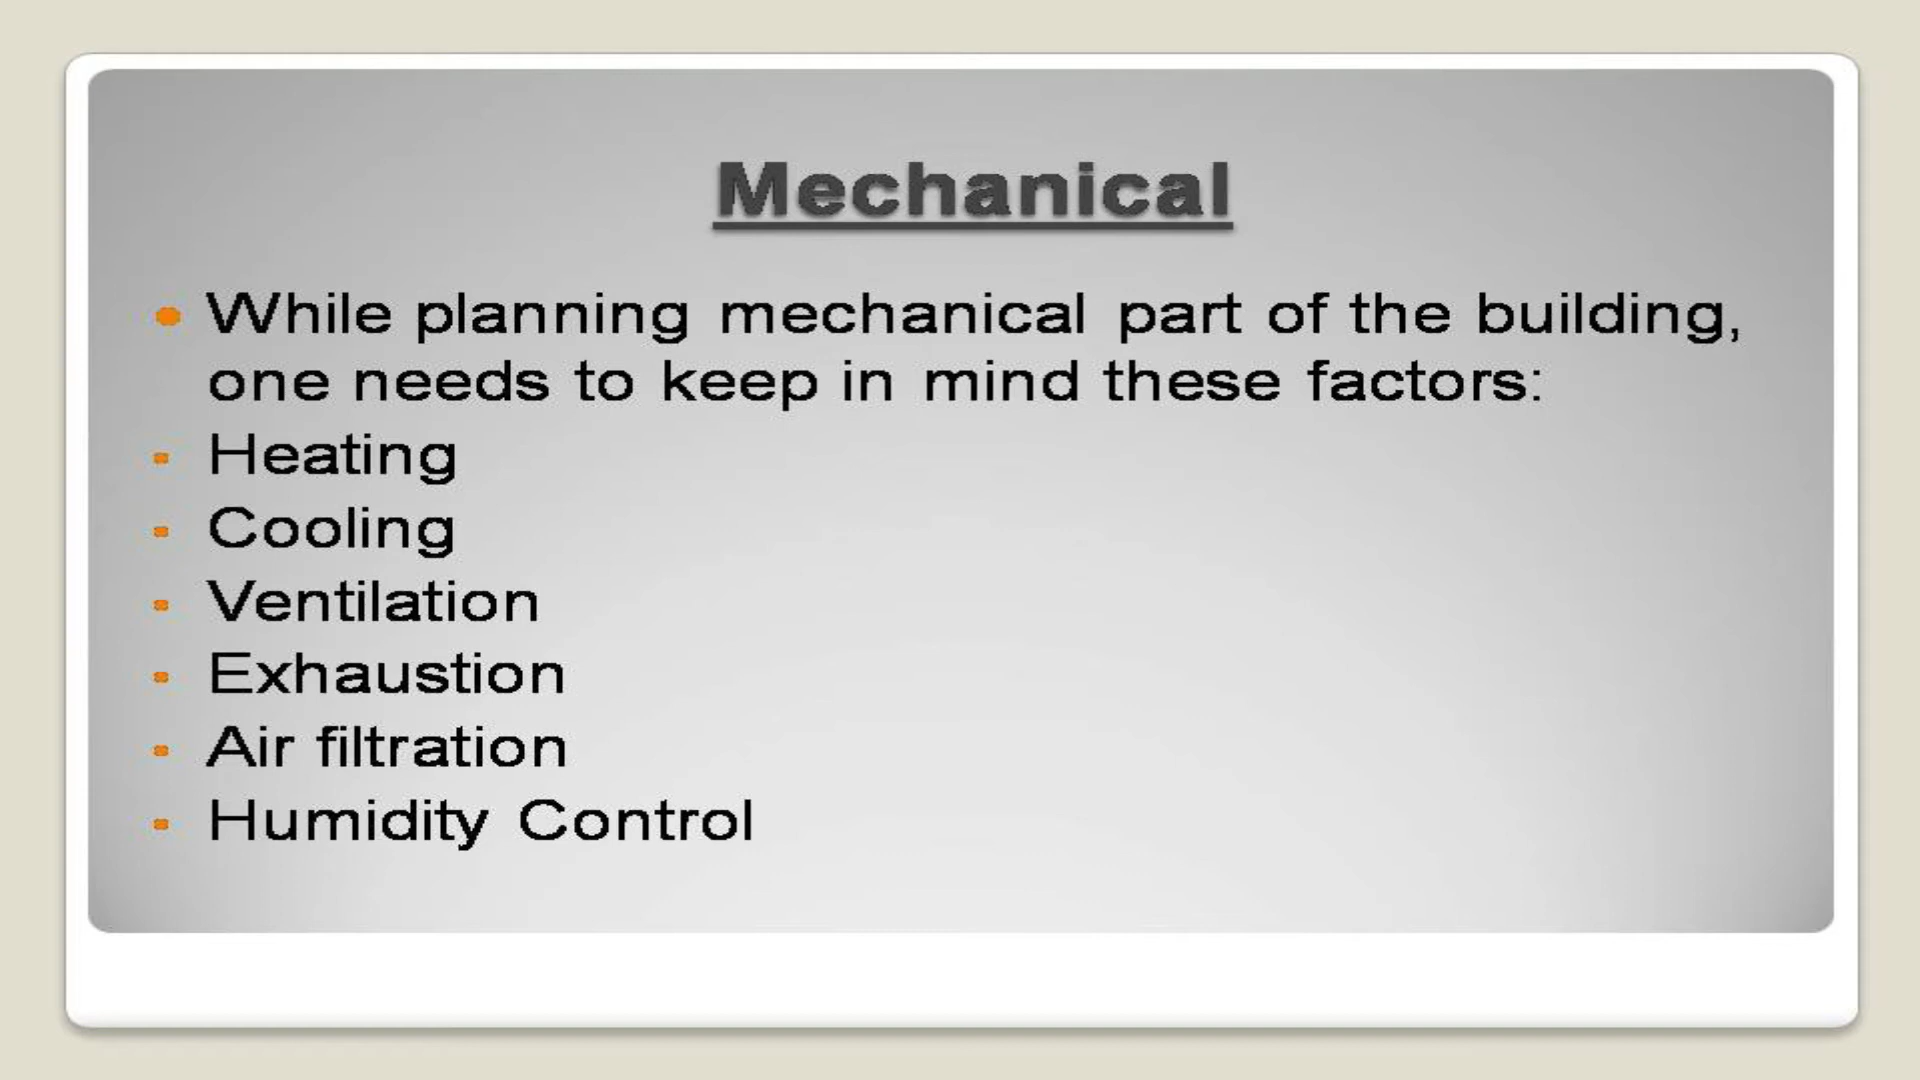 Mechanical
While planning mechanical part of the building,
one needs to keep in mind these factors:
Heating
Cooling
Ventilation
Exhaustion
Air filtration
Humidity Control